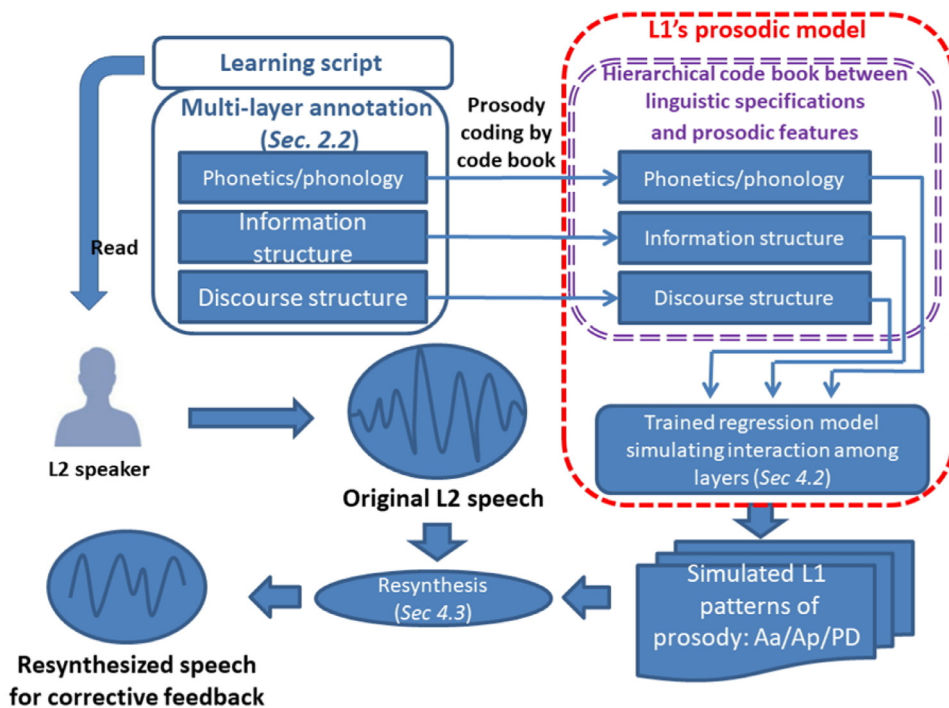 Learning script
Multi-layer annotation
(Sec. 2.2)
Phonetics/phonology
Information
structure
Discourse structure
Read
Prosody
coding by
code book
L1's prosodic model
Hierarchical code book between
linguistic specifications
and prosodic features
Phonetics/phonology
Information structure
Discourse structure
Trained regression model
simulating interaction among
layers (Sec 4.2)
L2 speaker
Original L2 speech
Simulated L1
patterns of
prosody: Aa/Ap/PD
Resynthesis
(Sec 4.3)
Resynthesized speech
for corrective feedback